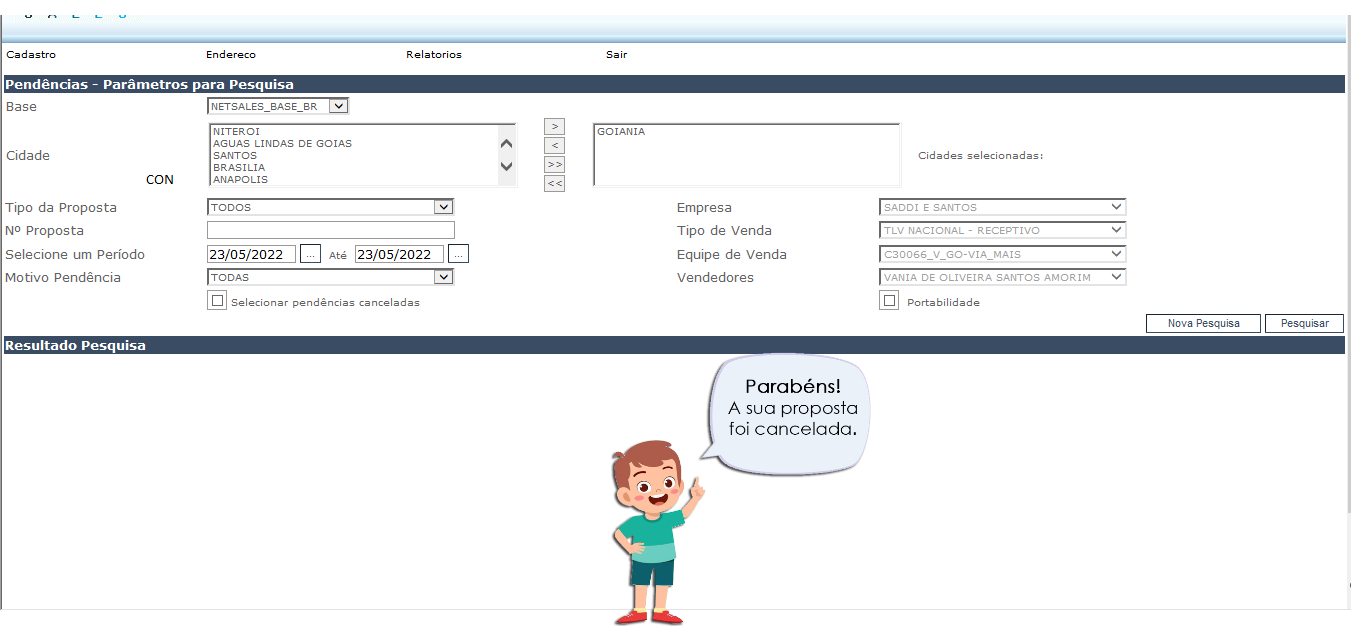 Cadastro Endereco Relatorios Sair
Pendências - Parâmetros para Pesquisa
Base NETSALES_BASE_BR
Cidade
CON
NITEROI
AGUAS LINDAS DE GOIAS
SANTOS
BRASILIA
ANAPOLIS
>
<
>>
<<
GOIANIA
Cidades selecionadas:
Tipo da Proposta TODOS Empresa SADDI E SANTOS
Nº Proposta Tipo de Venda TLV NACIONAL - RECEPTIVO
Selecione um Período 23/05/2022 ... Até 23/05/2022 ... Equipe de Venda C30066_V_GO-VIA_MAIS
Motivo Pendência TODAS Vendedores VANIA DE OLIVEIRA SANTOS AMORIM
Selecionar pendências canceladas Portabilidade
Nova Pesquisa Pesquisar
Resultado Pesquisa
Parabéns!
A sua proposta
foi cancelada.